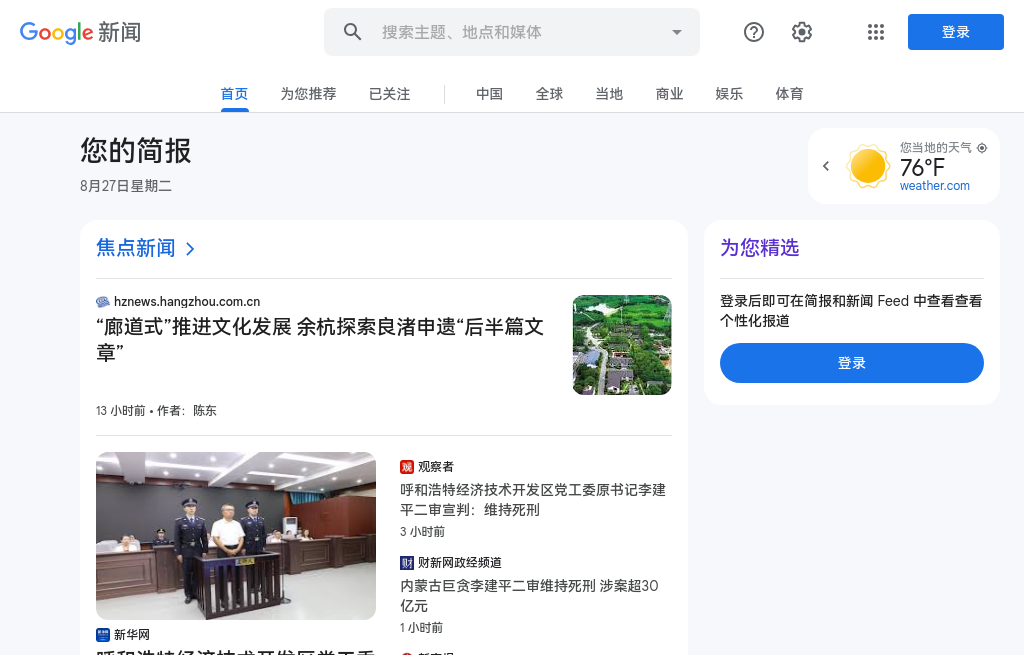 Google 新闻
搜索主题、地点和媒体
登录
首页
为您推荐
已关注
中国
全球
当地
商业
娱乐
体育
您的简报
8月27日星期二
您当地的天气
76°F
weather.com
焦点新闻
hznews.hangzhou.com.cn
“廊道式”推进文化发展 余杭探索良渚申遗“后半篇文
章”
13 小时前 • 作者：陈东
新华网
观察者
呼和浩特经济技术开发区党工委原书记李建
平二审宣判：维持死刑
3 小时前
财新网政经频道
内蒙古巨贪李建平二审维持死刑 涉案超30
亿元
1 小时前
为您精选
登录后即可在简报和新闻 Feed 中查看查看
个性化报道
登录